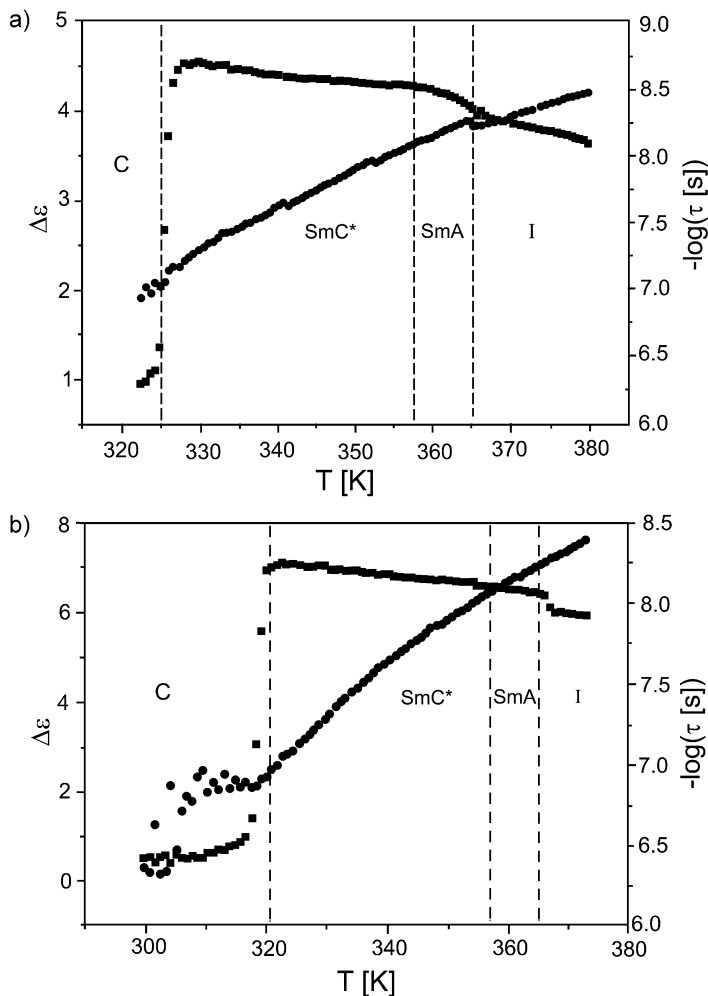 a)
5
4
3
2
1
Δε
9.0
8.5
8.0
7.5
7.0
6.5
6.0
-log(τ [s])
C
SmC*
SmA
I
320
330
340
350
360
370
380
T [K]
b)
8
6
4
2
0
Δε
8.5
8.0
7.5
7.0
6.5
6.0
-log(τ [s])
C
SmC*
SmA
I
300
320
340
360
380
T [K]